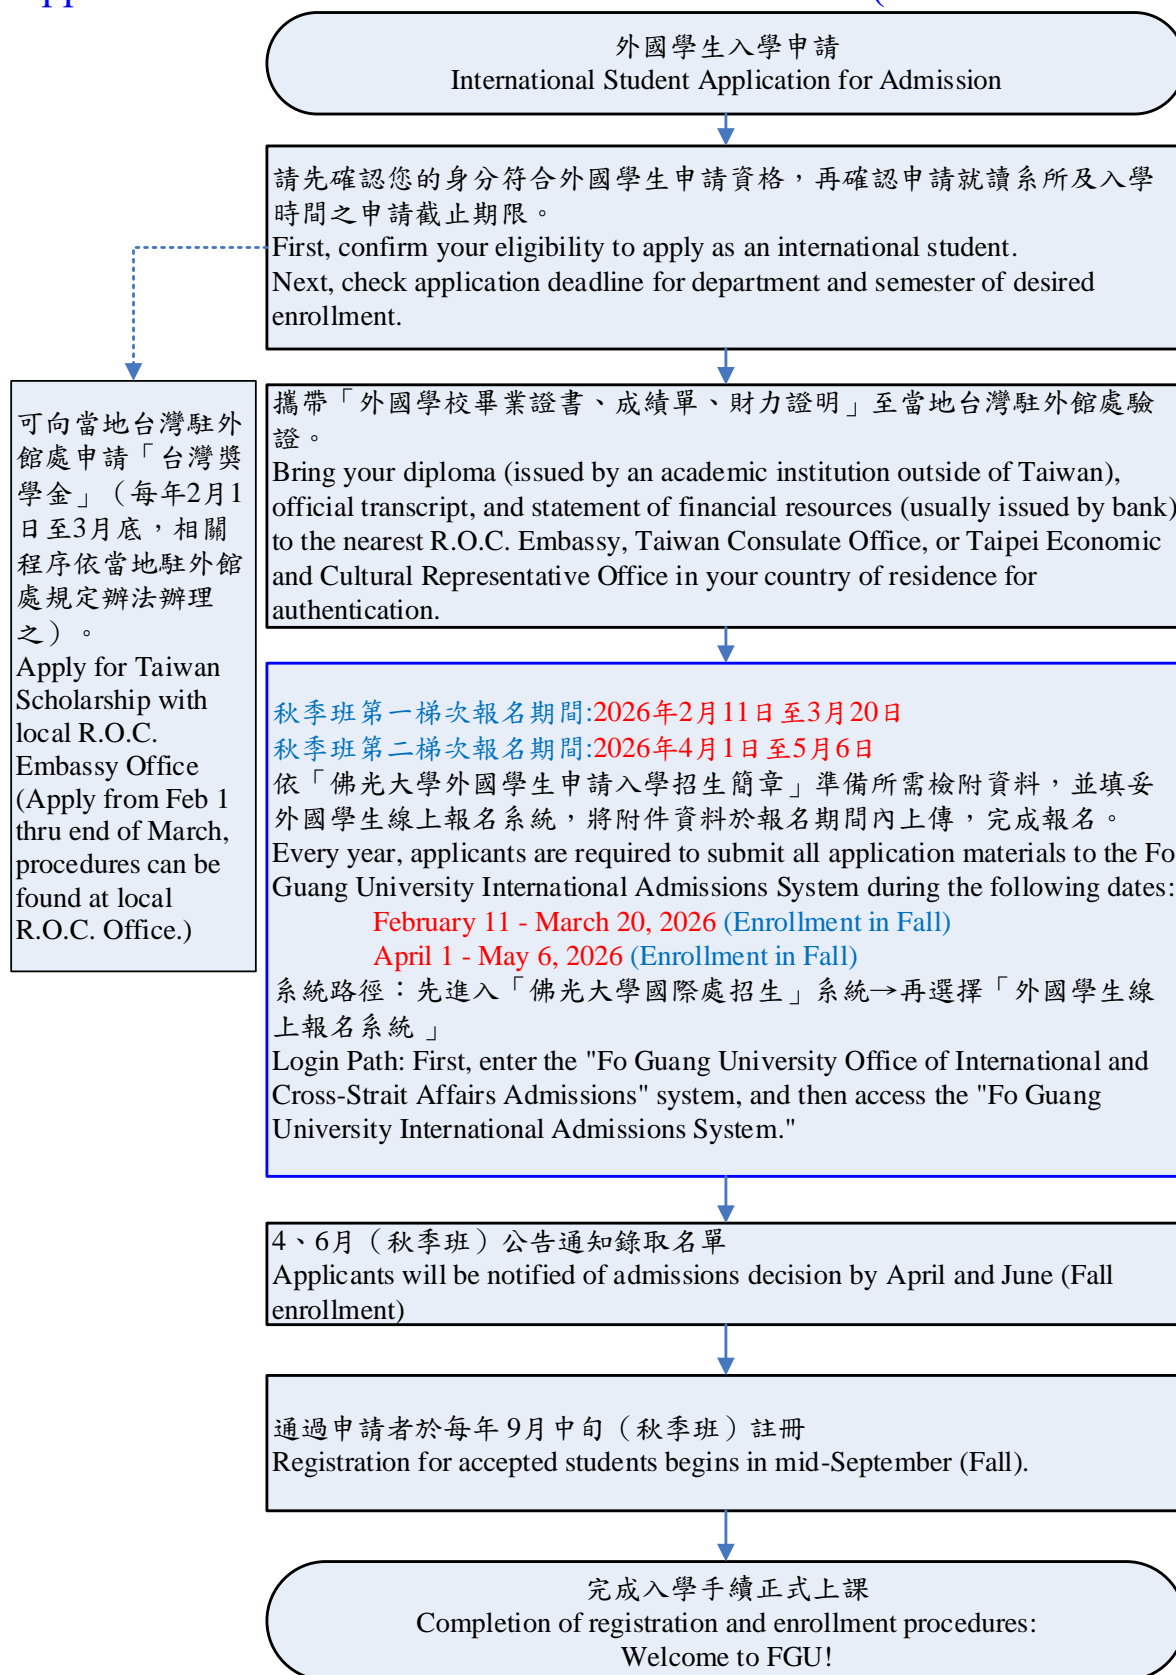 外國學生入學申請
International Student Application for Admission
請先確認您的身分符合外國學生申請資格，再確認申請就讀系所及入學
時間之申請截止期限。
First, confirm your eligibility to apply as an international student.
Next, check application deadline for department and semester of desired
enrollment.
可向當地台灣駐外
館處申請「台灣獎
學金」（每年2月1
日至3月底，相關
程序依當地駐外館
處規定辦法辦理
之）。
Apply for Taiwan
Scholarship with
local R.O.C.
Embassy Office
(Apply from Feb 1
thru end of March,
procedures can be
found at local
R.O.C. Office.)
攜帶「外國學校畢業證書、成績單、財力證明」至當地台灣駐外館處驗
證。
Bring your diploma (issued by an academic institution outside of Taiwan),
official transcript, and statement of financial resources (usually issued by bank)
to the nearest R.O.C. Embassy, Taiwan Consulate Office, or Taipei Economic
and Cultural Representative Office in your country of residence for
authentication.
秋季班第一梯次報名期間:2026年2月11日至3月20日
秋季班第二梯次報名期間:2026年4月1日至5月6日
依「佛光大學外國學生申請入學招生簡章」準備所需檢附資料，並填妥
外國學生線上報名系統，將附件資料於報名期間內上傳，完成報名。
Every year, applicants are required to submit all application materials to the Fo
Guang University International Admissions System during the following dates:
February 11 - March 20, 2026 (Enrollment in Fall)
April 1 - May 6, 2026 (Enrollment in Fall)
系統路徑：先進入「佛光大學國際處招生」系統→再選擇「外國學生線
上報名系統 」
Login Path: First, enter the "Fo Guang University Office of International and
Cross-Strait Affairs Admissions" system, and then access the "Fo Guang
University International Admissions System."
4、6月（秋季班）公告通知錄取名單
Applicants will be notified of admissions decision by April and June (Fall
enrollment)
通過申請者於每年 9月中旬（秋季班）註冊
Registration for accepted students begins in mid-September (Fall).
完成入學手續正式上課
Completion of registration and enrollment procedures:
Welcome to FGU!